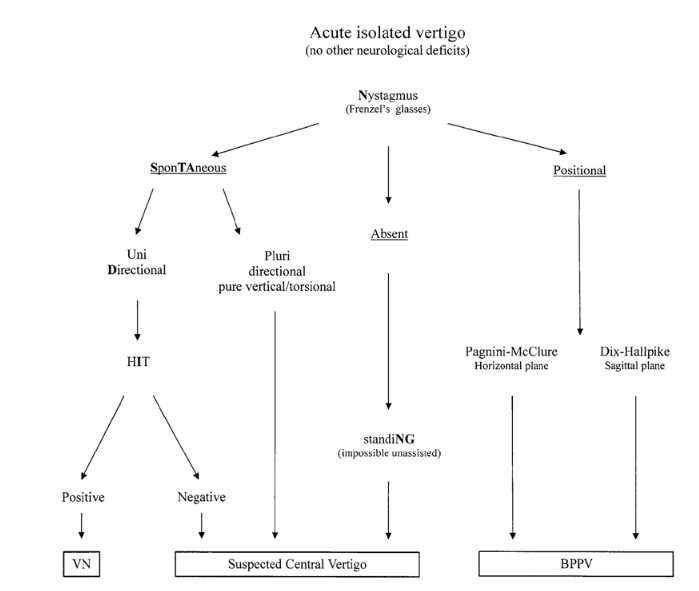 Acute isolated vertigo
(no other neurological deficits)
Nystagmus
(Frenzel's glasses)
SponTAneous
Positional
Absent
Uni
Directional
Pluri
directional
pure vertical/torsional
HIT
Pagnini-McClure
Horizontal plane
Dix-Hallpike
Sagittal plane
standiNG
(impossible unassisted)
Positive
Negative
VN
Suspected Central Vertigo
BPPV